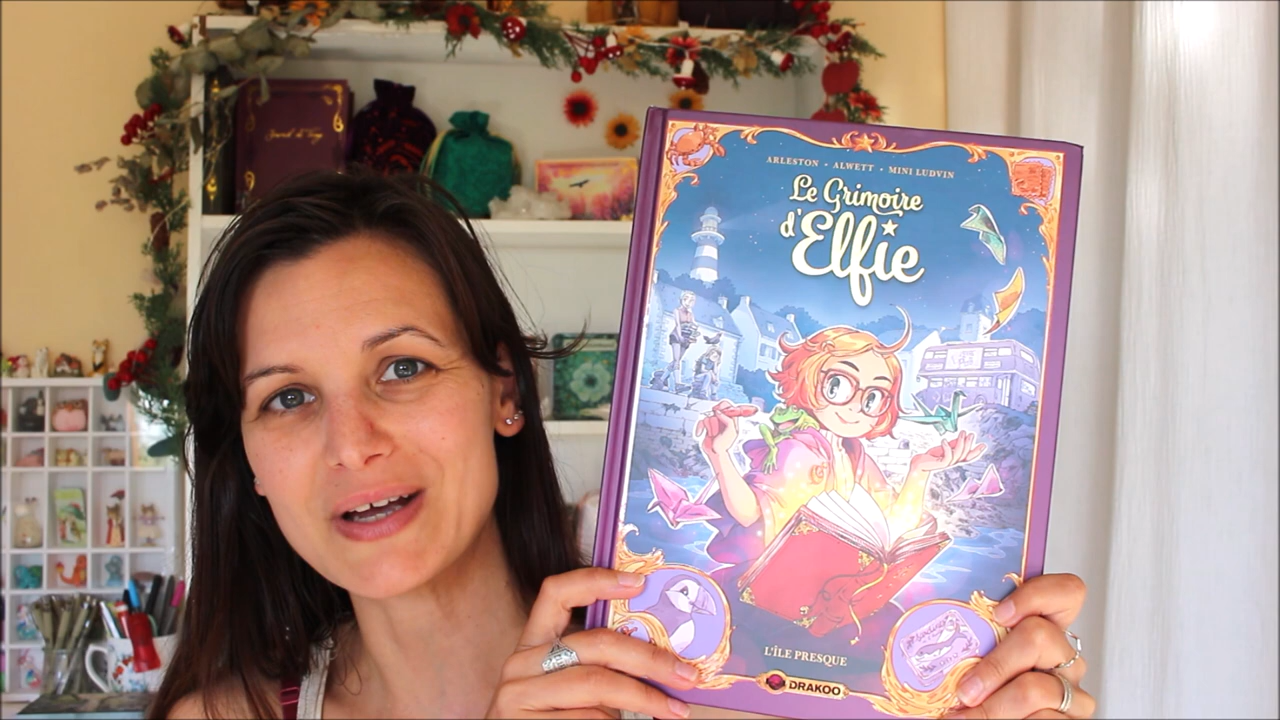 ARLESTON • ALWETT • MINI LUDVIN
Le Grimoire
d'Elfie
L'ÎLE PRESQUE
DRAKOO